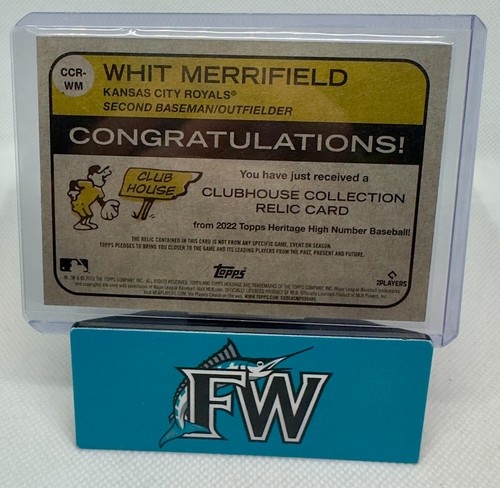 CCR-
WM
WHIT MERRIFIELD
KANSAS CITY ROYALS®
SECOND BASEMAN/OUTFIELDER
CONGRATULATIONS!
CLUB
HOUSE
You have just received a
CLUBHOUSE COLLECTION
RELIC CARD
from 2022 Topps Heritage High Number Baseball!
THE RELIC CONTAINED IN THIS CARD IS NOT FROM ANY SPECIFIC GAME, EVENT OR SEASON.
TOPPS PLEDGES TO BRING YOU CLOSER TO THE GAME AND ITS LEADING PLAYERS FROM THE PAST, PRESENT AND FUTURE.
Topps
PLAYERS
FW